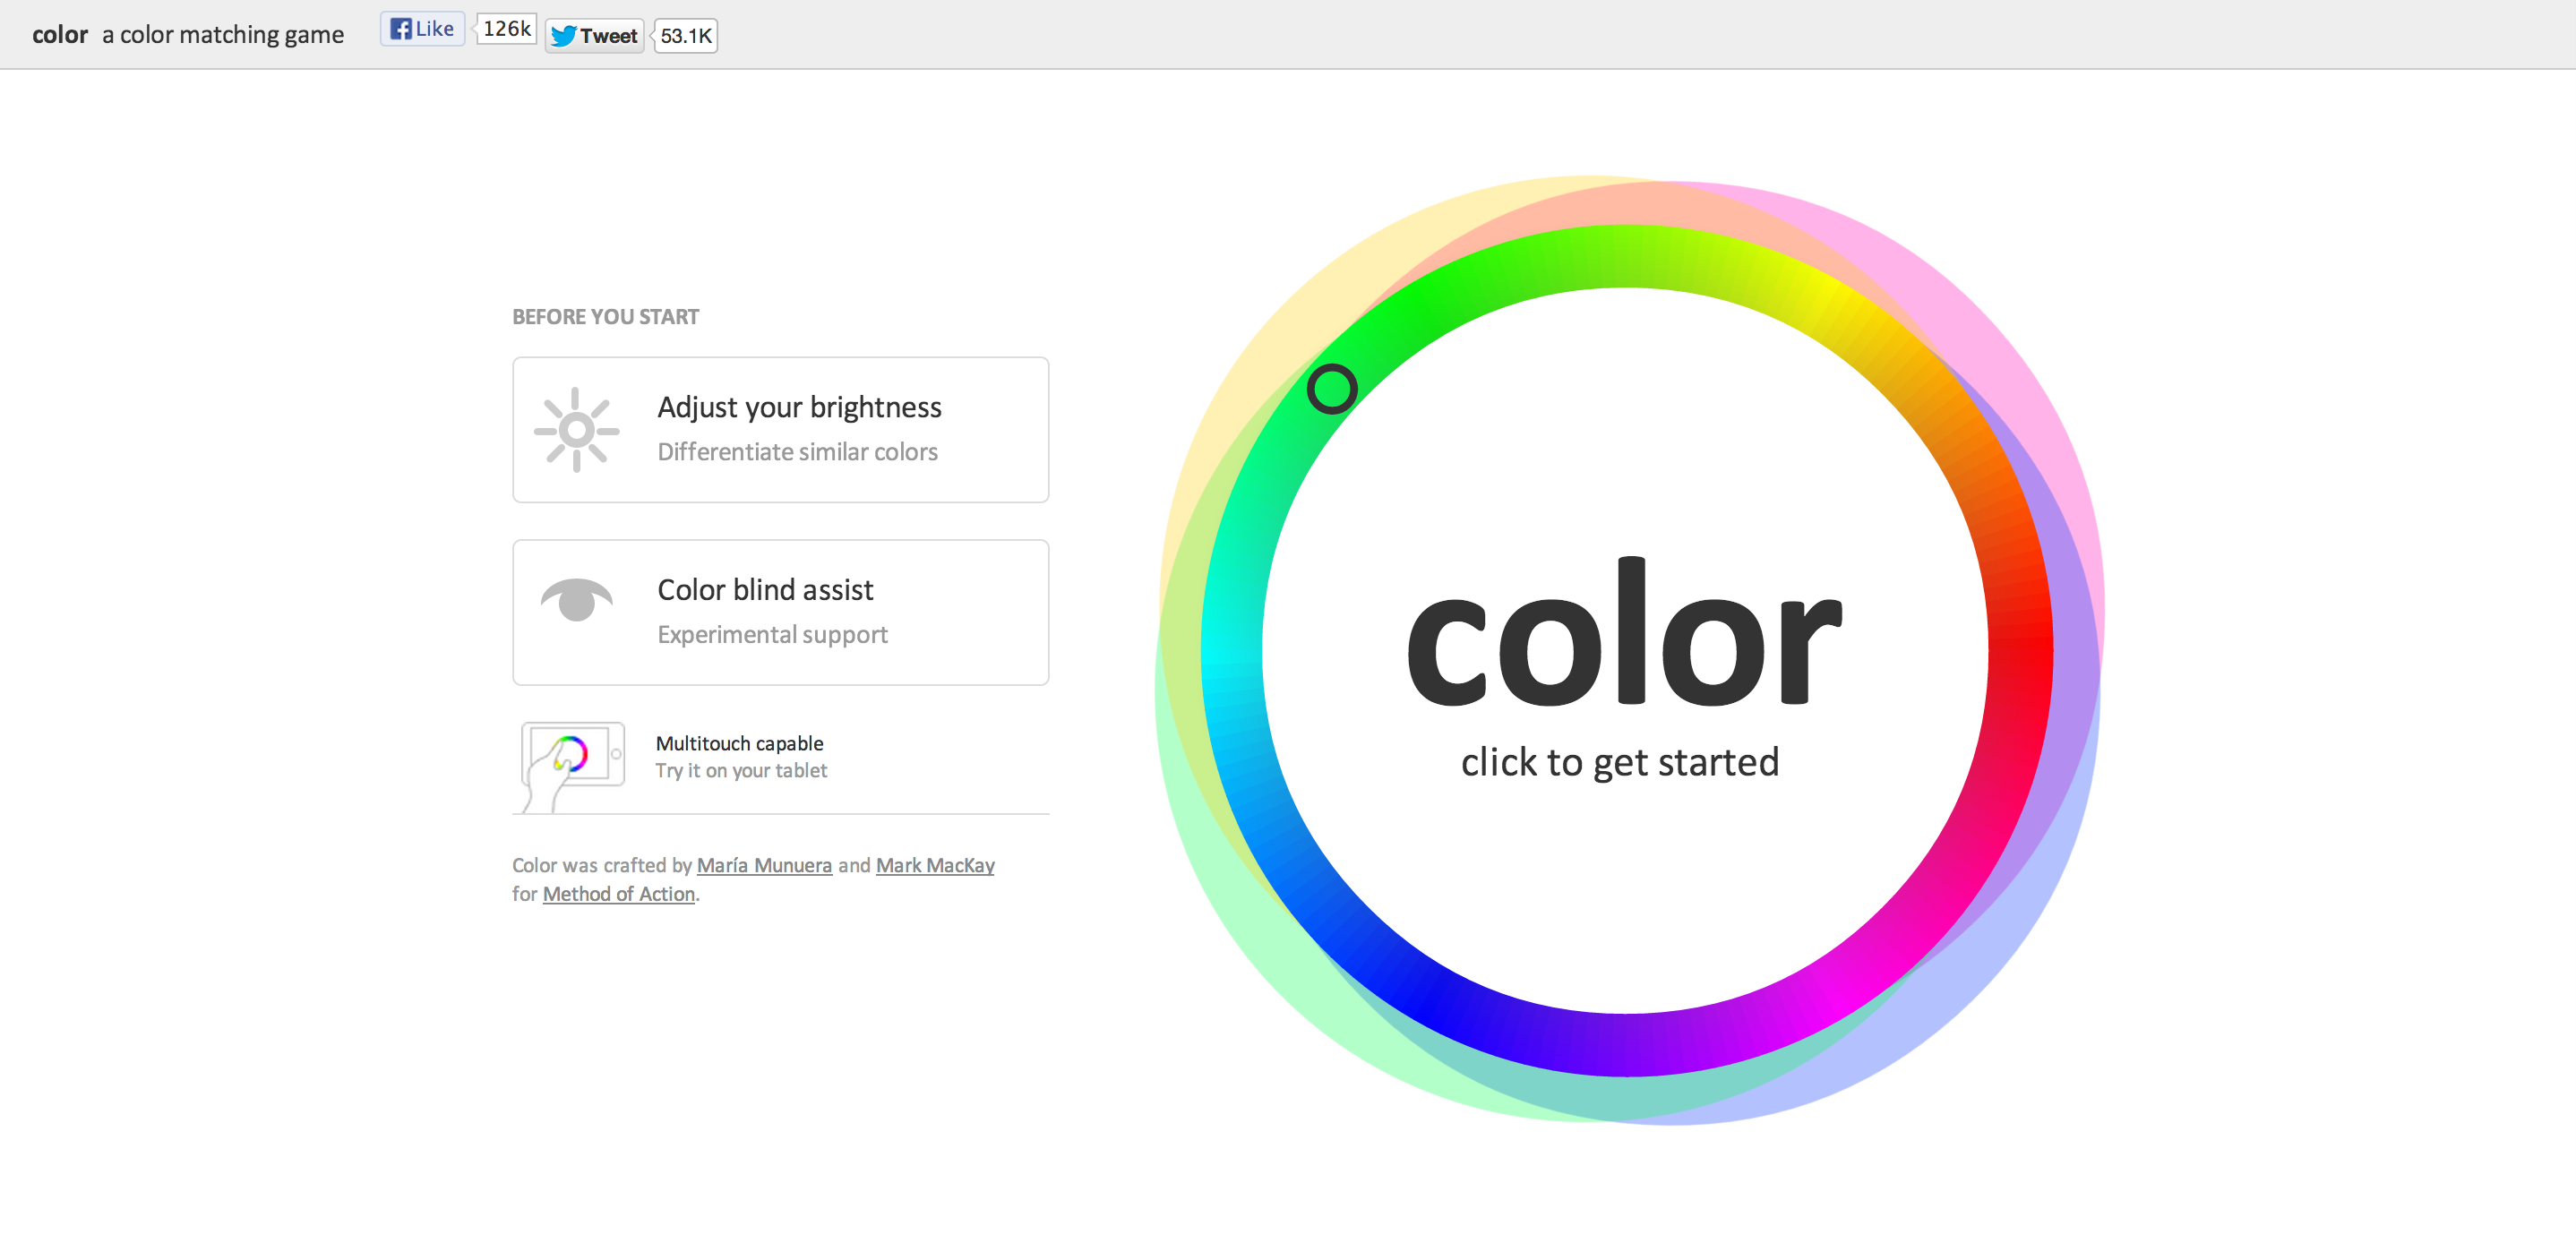 color a color matching game Like 126k Tweet 53.1K
BEFORE YOU START
Adjust your brightness
Differentiate similar colors
Color blind assist
Experimental support
Multitouch capable
Try it on your tablet
Color was crafted by María Munuera and Mark MacKay
for Method of Action.
color
click to get started